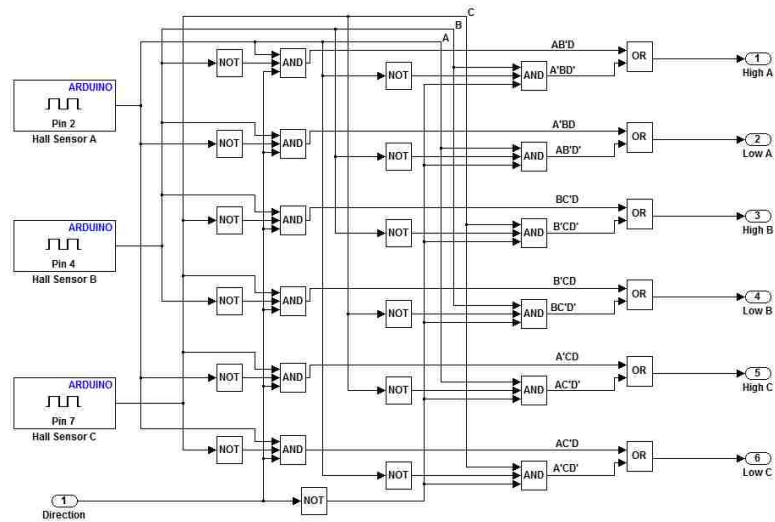 C
B
A
ARDUINO
Pin 2
Hall Sensor A
NOT
AND
AB'D
OR
1
High A
NOT
AND
A'BD'
NOT
AND
A'BD
OR
2
Low A
NOT
AND
AB'D'
ARDUINO
Pin 4
Hall Sensor B
NOT
AND
BC'D
OR
3
High B
NOT
AND
B'CD'
NOT
AND
B'CD
OR
4
Low B
NOT
AND
BC'D'
ARDUINO
Pin 7
Hall Sensor C
NOT
AND
A'CD
OR
5
High C
NOT
AND
AC'D'
NOT
AND
AC'D
OR
6
Low C
NOT
AND
A'CD'
1
Direction
NOT